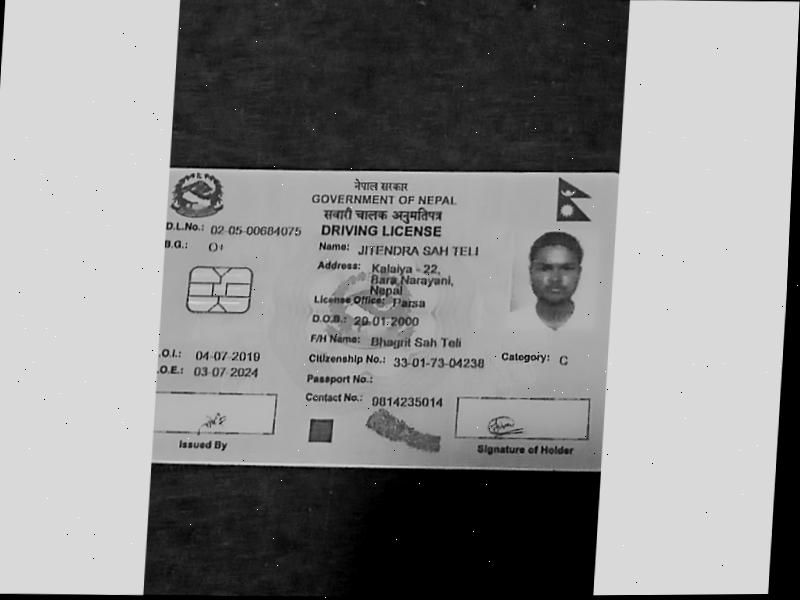 नेपाल सरकार
GOVERNMENT OF NEPAL
सवारी चालक अनुमतिपत्र
DRIVING LICENSE
D.L.No.: 02-05-00684075
B.G.: O+
Name: JITENDRA SAH TELI
Address: Kalaiya - 22,
Bara Narayani,
Nepal
License Office: Parsa
D.O.B.: 20-01-2000
F/H Name: Bhagrit Sah Teli
.O.I.: 04-07-2019
Citizenship No.: 33-01-73-04238
Category: C
.O.E.: 03-07-2024
Passport No.:
Contact No.: 9814235014
Issued By
Signature of Holder